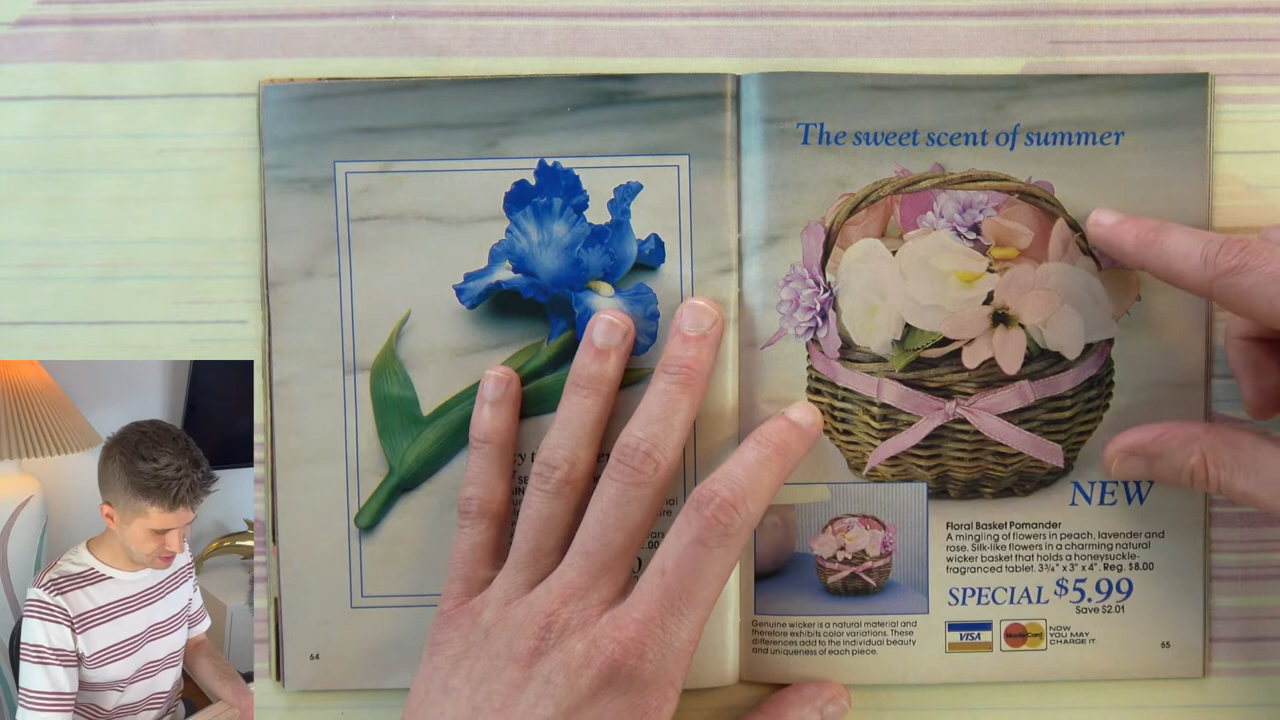 64
The sweet scent of summer
NEW
Floral Basket Pomander
A mingling of flowers in peach, lavender and
rose. Silk-like flowers in a charming natural
wicker basket that holds a honeysuckle-
fragranced tablet. 3¾" x 3" x 4". Reg. $8.00
SPECIAL $5.99
Save $2.01
VISA
MasterCard
NOW
YOU MAY
CHARGE IT.
Genuine wicker is a natural material and
therefore exhibits color variations. These
differences add to the individual beauty
and uniqueness of each piece.
65